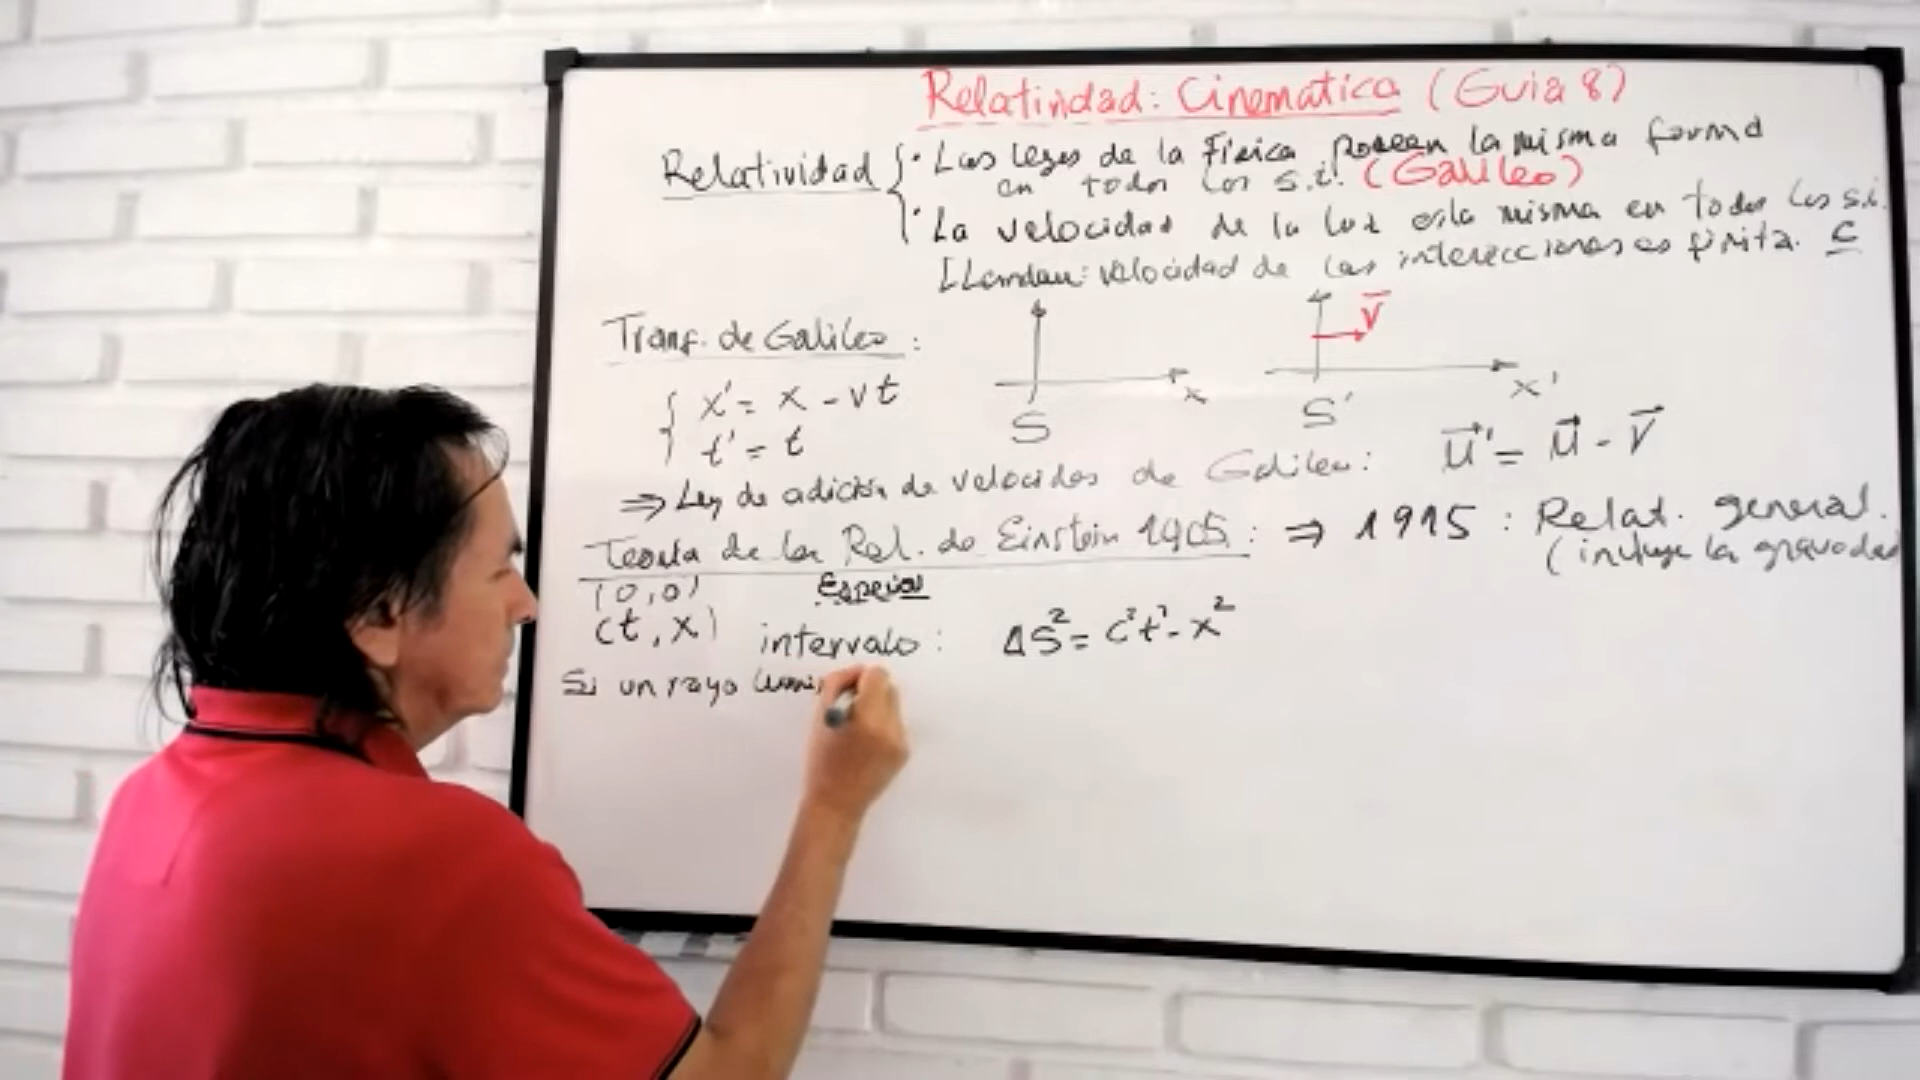 Relatividad: Cinematica (Guia 8)
Relatividad { · Las leyes de la Física poseen la misma forma
en todos los s.i. (Galileo)
· La velocidad de la luz es la misma en todos los s.i.
[Landau: velocidad de las interacciones es finita. c
Transf. de Galileo:
V⃗
{ x' = x - vt
t' = t
x
x'
S
S'
⇒ Ley de adición de velocidades de Galileo: u⃗' = u⃗ - v⃗
Teoría de la Rel. de Einstein 1905: ⇒ 1915: Relat. general.
Especial
(incluye la gravedad
(0,0)
(t, x) intervalo: ΔS² = c²t² - x²
Si un rayo lumi